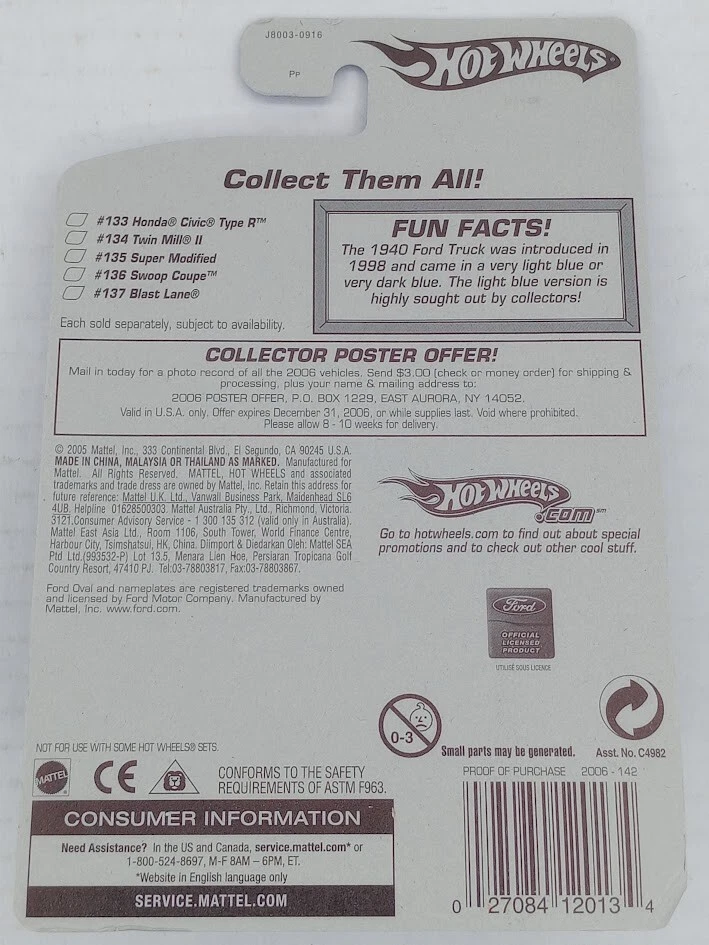 J8003-0916
PP
HOT WHEELS
Collect Them All!
#133 Honda® Civic® Type R™
#134 Twin Mill® II
#135 Super Modified
#136 Swoop Coupe™
#137 Blast Lane®
Each sold separately, subject to availability.
FUN FACTS!
The 1940 Ford Truck was introduced in
1998 and came in a very light blue or
very dark blue. The light blue version is
highly sought out by collectors!
COLLECTOR POSTER OFFER!
Mail in today for a photo record of all the 2006 vehicles. Send $3.00 (check or money order) for shipping &
processing, plus your name & mailing address to:
2006 POSTER OFFER, P.O. BOX 1229, EAST AURORA, NY 14052.
Valid in U.S.A. only. Offer expires December 31, 2006, or while supplies last. Void where prohibited.
Please allow 8 - 10 weeks for delivery.
© 2005 Mattel, Inc., 333 Continental Blvd., El Segundo, CA 90245 U.S.A.
MADE IN CHINA, MALAYSIA OR THAILAND AS MARKED. Manufactured for
Mattel. All Rights Reserved. MATTEL, HOT WHEELS and associated
trademarks and trade dress are owned by Mattel, Inc. Retain this address for
future reference: Mattel U.K. Ltd., Vanwall Business Park, Maidenhead SL6
4UB. Helpline 01628500303. Mattel Australia Pty., Ltd., Richmond, Victoria.
3121.Consumer Advisory Service - 1 300 135 312 (valid only in Australia).
Mattel East Asia Ltd., Room 1106, South Tower, World Finance Centre,
Harbour City, Tsimshatsui, HK, China. Diimport & Diedarkan Oleh: Mattel SEA
Ptd Ltd.(993532-P) Lot 13.5, Menara Lien Hoe, Persiaran Tropicana Golf
Country Resort, 47410 PJ. Tel:03-78803817, Fax:03-78803867.
Ford Oval and nameplates are registered trademarks owned
and licensed by Ford Motor Company. Manufactured by
Mattel, Inc. www.ford.com.
HOT WHEELS
.COM℠
Go to hotwheels.com to find out about special
promotions and to check out other cool stuff.
Ford
OFFICIAL
LICENSED
PRODUCT
UTILISÉ SOUS LICENCE
0-3
Small parts may be generated.
Asst. No. C4982
NOT FOR USE WITH SOME HOT WHEELS® SETS.
MATTEL
CE
CONFORMS TO THE SAFETY
REQUIREMENTS OF ASTM F963.
CONSUMER INFORMATION
Need Assistance? In the US and Canada, service.mattel.com* or
1-800-524-8697, M-F 8AM – 6PM, ET.
*Website in English language only
SERVICE.MATTEL.COM
PROOF OF PURCHASE 2006 - 142
0 27084 12013 4